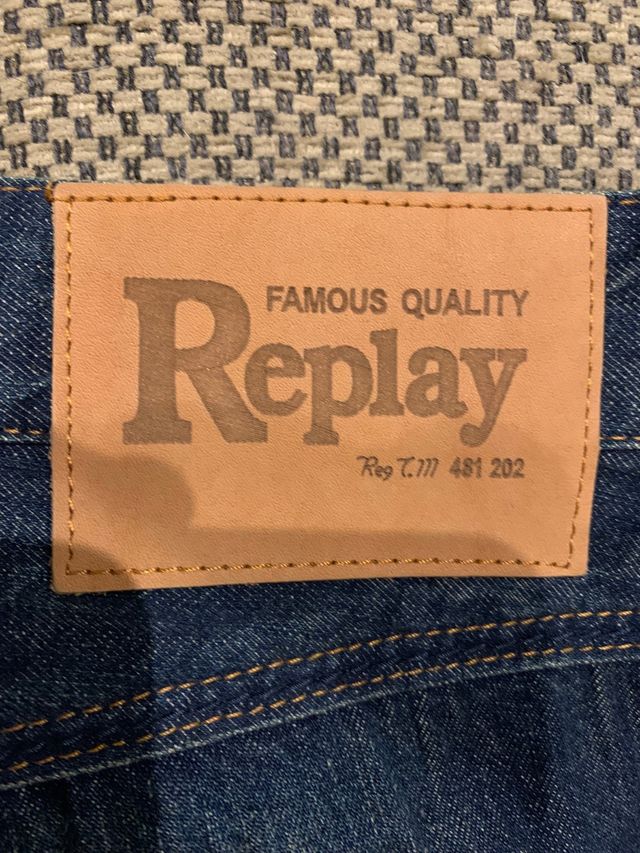 FAMOUS QUALITY
Replay
Reg T.M 481 202